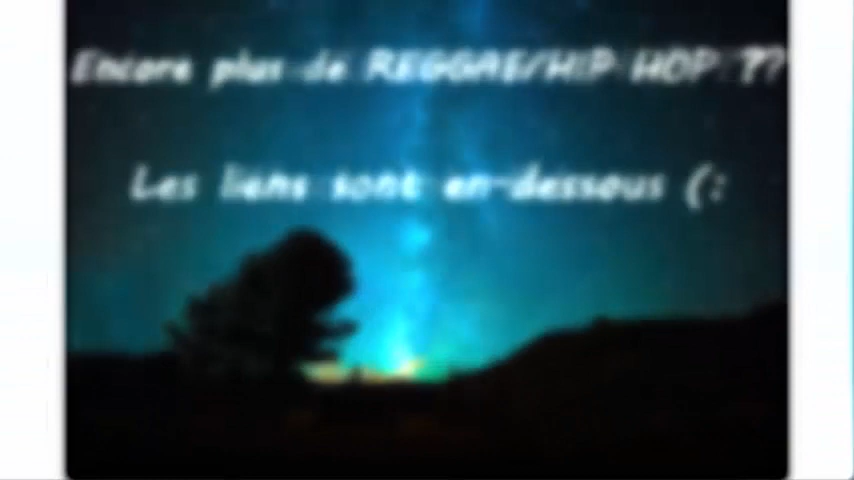 Encore plus de REGGAE/HIP HOP ??
Les liens sont en-dessous (: